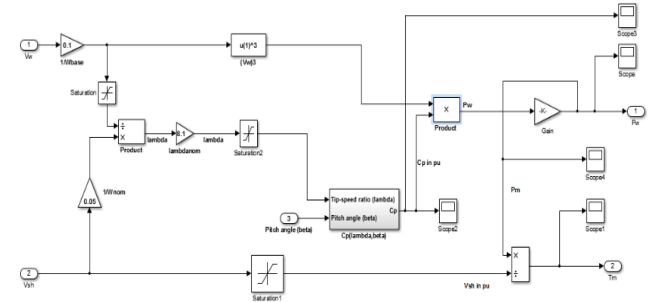 Scope3
1
Vw
0.1
1/Wbase
u(1)^3
(Vw)3
Scope
Saturation
÷
×
Product
lambda
8.1
lambdanom
lambda
Saturation2
×
Product
Pw
-K-
Gain
1
Pw
Cp in pu
Scope4
Pm
0.05
1/Wnom
Tip-speed ratio (lambda)
Cp
Pitch angle (beta)
Cp(lambda,beta)
3
Pitch angle (beta)
Scope2
Scope1
×
÷
2
Tm
2
Vsh
Saturation1
Vsh in pu